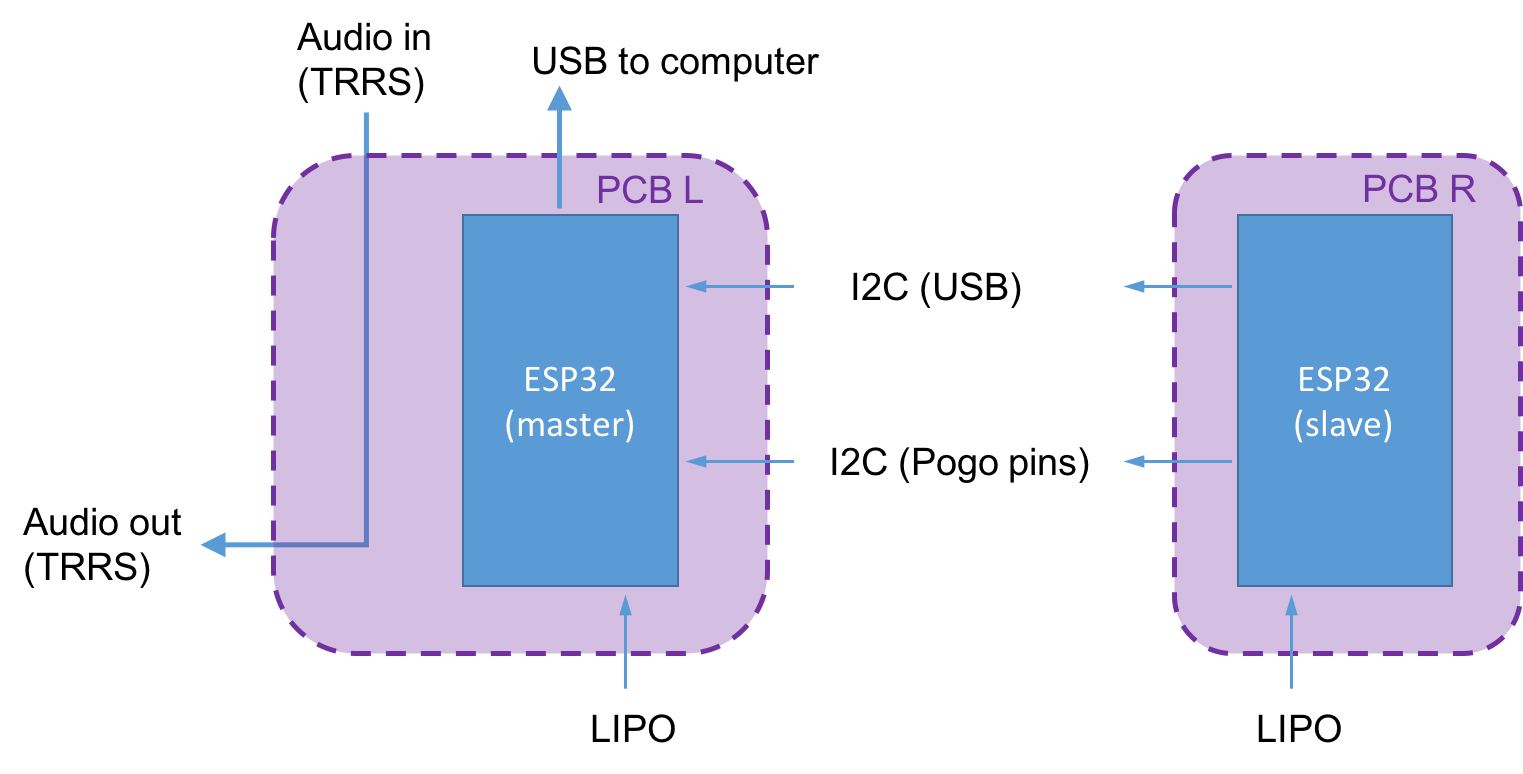 Audio in
(TRRS)
USB to computer
PCB L
PCB R
I2C (USB)
ESP32
(master)
ESP32
(slave)
I2C (Pogo pins)
Audio out
(TRRS)
LIPO
LIPO